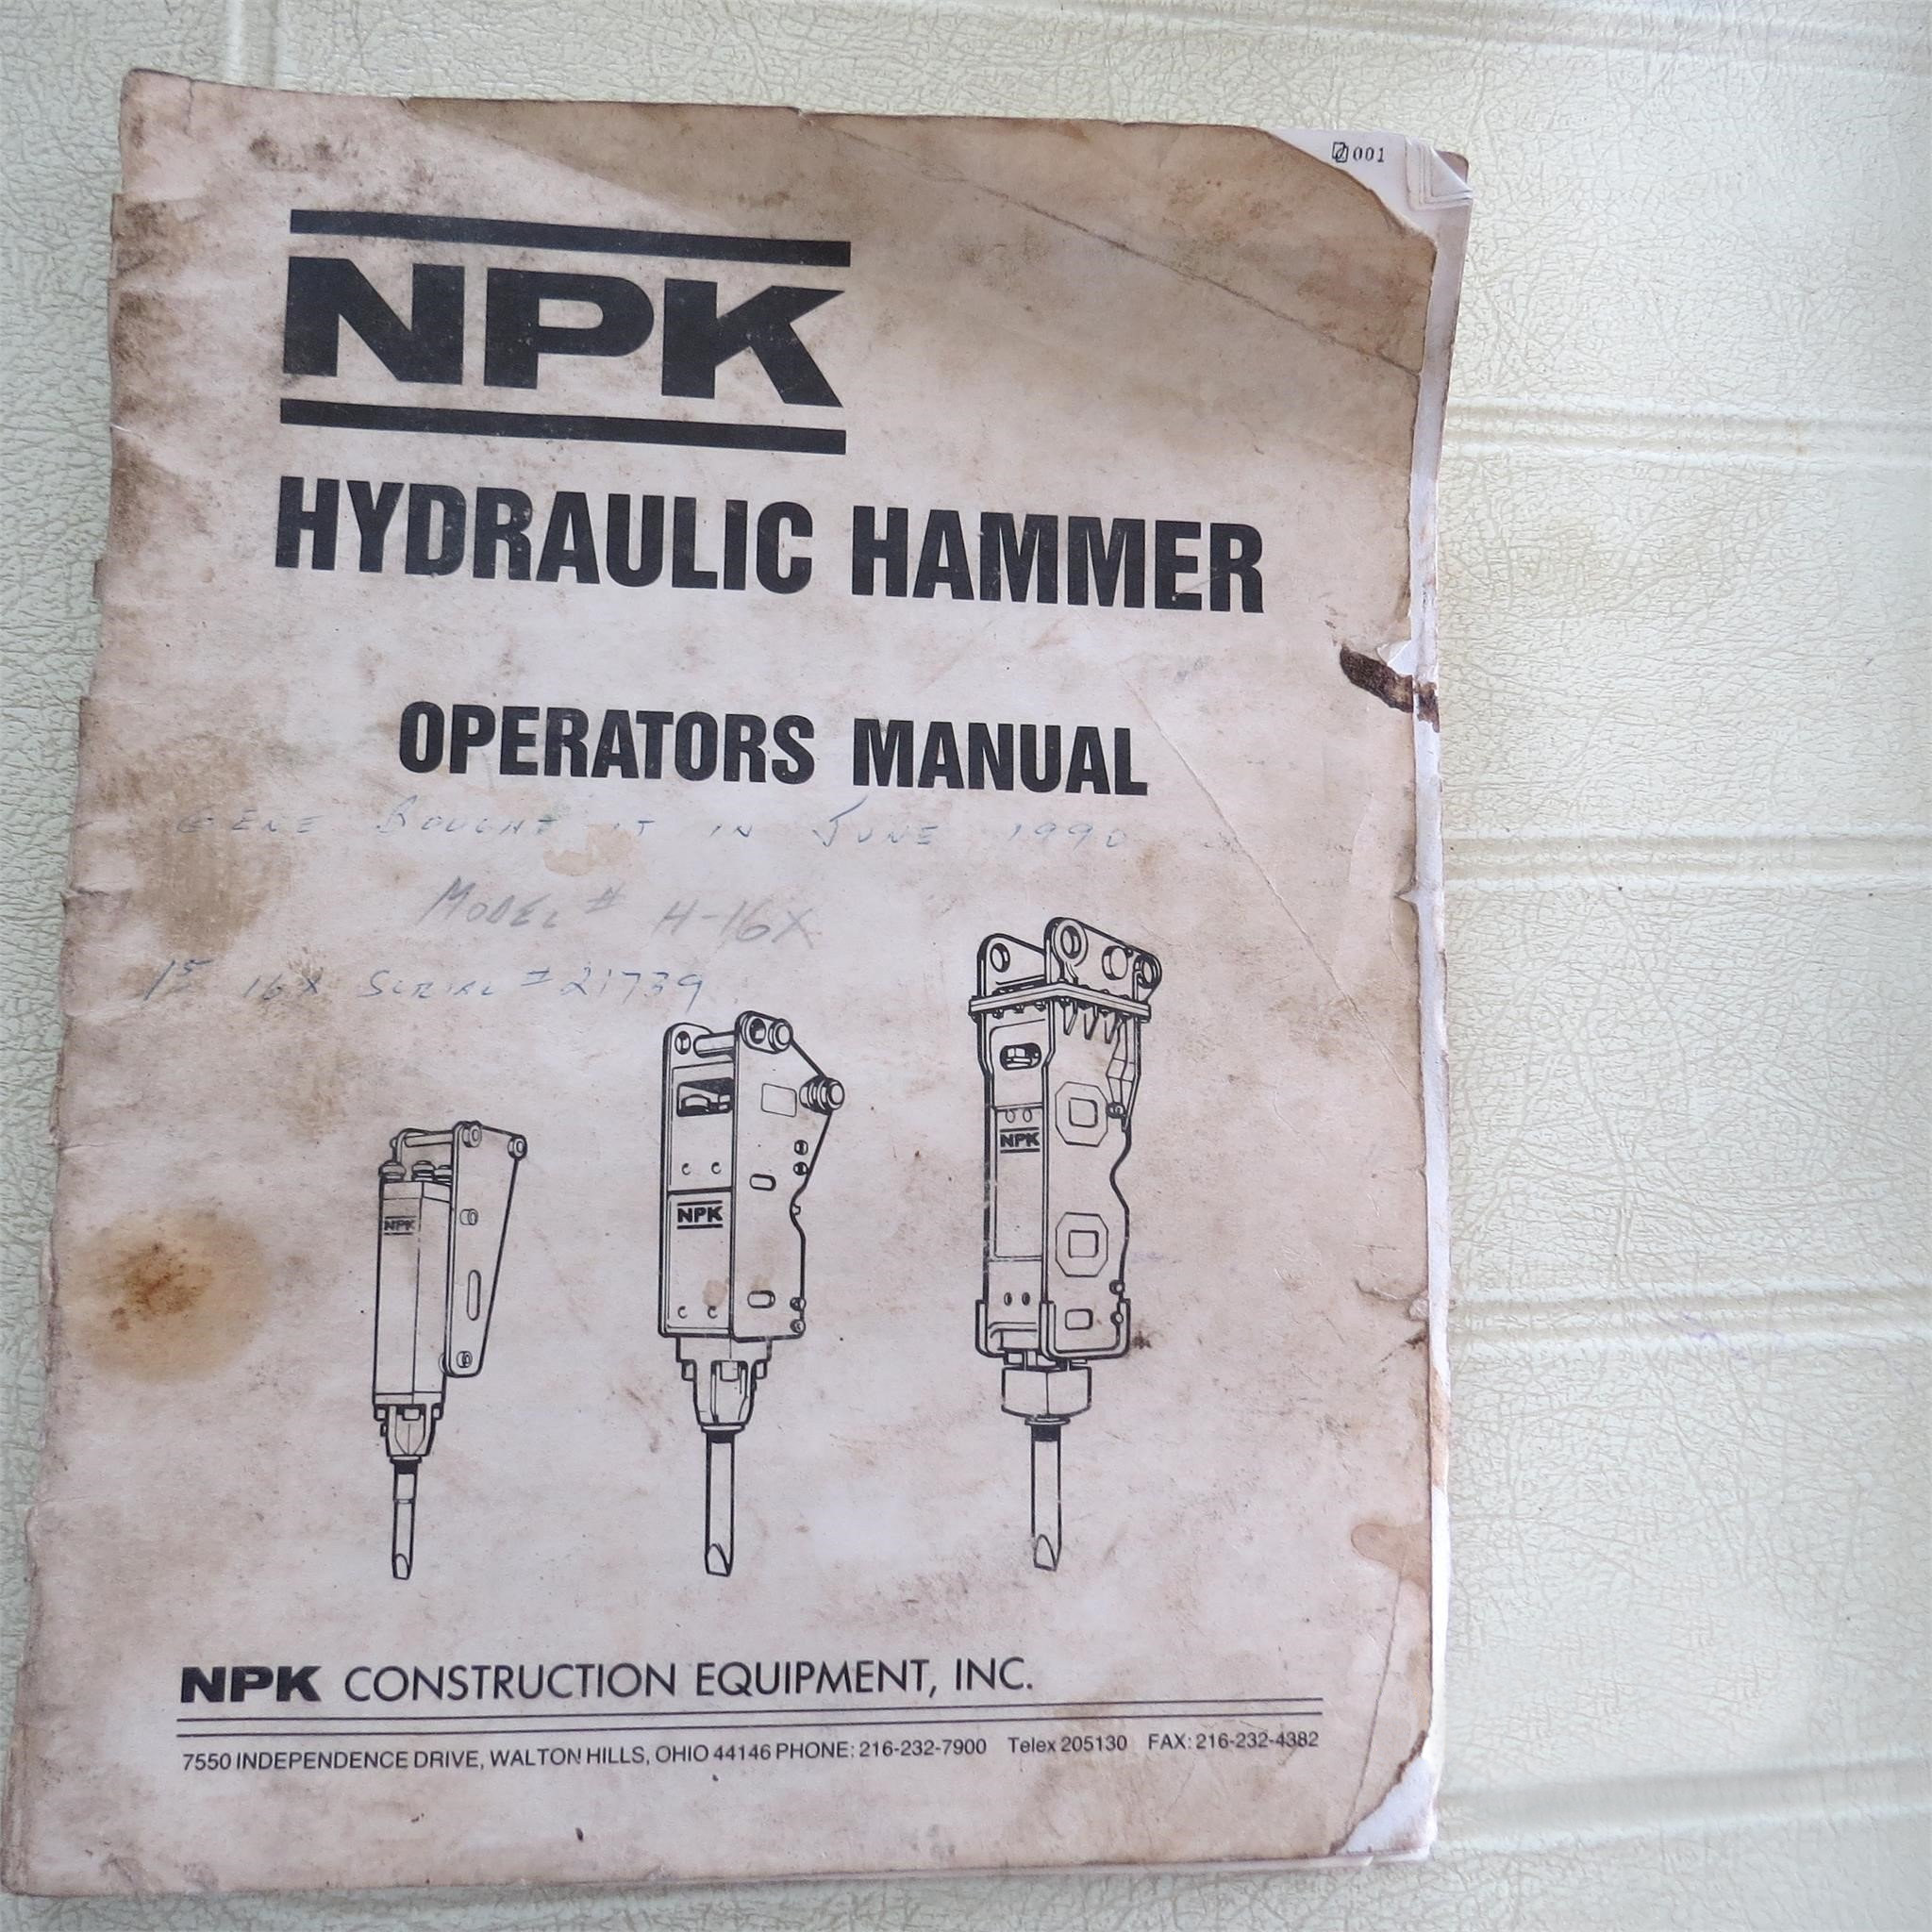 001
NPK
HYDRAULIC HAMMER
OPERATORS MANUAL
GENE BOUGHT IT IN JUNE 1990
MODEL # H-16X
16X SERIAL # 21739
NPK
NPK
NPK
NPK CONSTRUCTION EQUIPMENT, INC.
7550 INDEPENDENCE DRIVE, WALTON HILLS, OHIO 44146 PHONE: 216-232-7900 Telex 205130 FAX: 216-232-4382